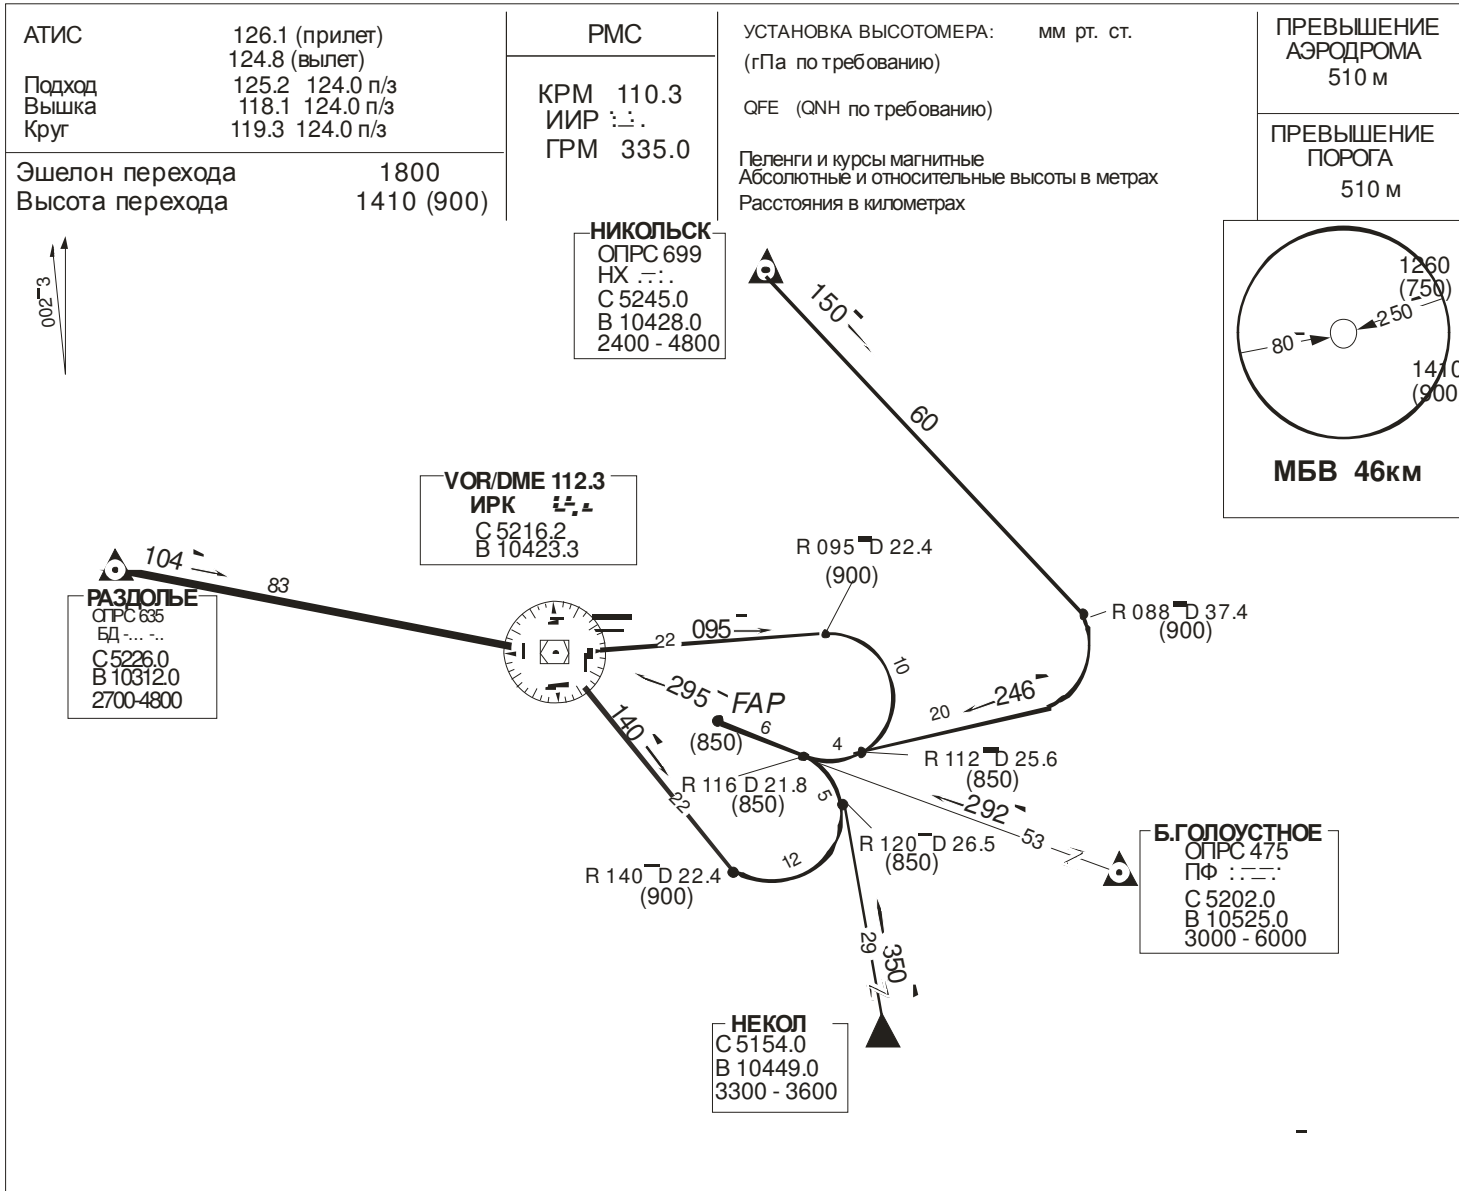 АТИС 126.1 (прилет)
124.8 (вылет)
Подход 125.2 124.0 п/з
Вышка 118.1 124.0 п/з
Круг 119.3 124.0 п/з
Эшелон перехода 1800
Высота перехода 1410 (900)
РМС
КРМ 110.3
ИИР
ГРМ 335.0
УСТАНОВКА ВЫСОТОМЕРА: мм рт. ст.
(гПа по требованию)
QFE (QNH по требованию)
Пеленги и курсы магнитные
Абсолютные и относительные высоты в метрах
Расстояния в километрах
ПРЕВЫШЕНИЕ
АЭРОДРОМА
510 м
ПРЕВЫШЕНИЕ
ПОРОГА
510 м
002 3
НИКОЛЬСК
ОПРС 699
НХ
С 5245.0
В 10428.0
2400 - 4800
150
60
1260
(750)
250
80
1410
(900
МБВ 46км
VOR/DME 112.3
ИРК
С 5216.2
В 10423.3
104
83
РАЗДОЛЬЕ
ОПРС 635
БД -... -..
С 5226.0
В 10312.0
2700-4800
R 095 D 22.4
(900)
095
22
10
R 088 D 37.4
(900)
246
20
295
FAP
6
(850)
4
R 112 D 25.6
(850)
R 116 D 21.8
(850)
5
140
22
292
53
R 120 D 26.5
(850)
12
R 140 D 22.4
(900)
Б.ГОЛОУСТНОЕ
ОПРС 475
ПФ
С 5202.0
В 10525.0
3000 - 6000
29
350
НЕКОЛ
С 5154.0
В 10449.0
3300 - 3600